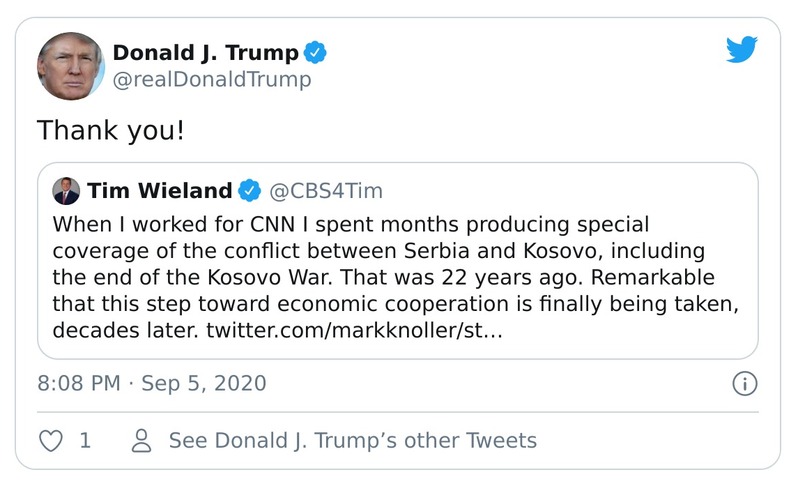 Donald J. Trump
@realDonaldTrump
Thank you!
Tim Wieland @CBS4Tim
When I worked for CNN I spent months producing special
coverage of the conflict between Serbia and Kosovo, including
the end of the Kosovo War. That was 22 years ago. Remarkable
that this step toward economic cooperation is finally being taken,
decades later. twitter.com/markknoller/st…
8:08 PM · Sep 5, 2020
1 See Donald J. Trump’s other Tweets